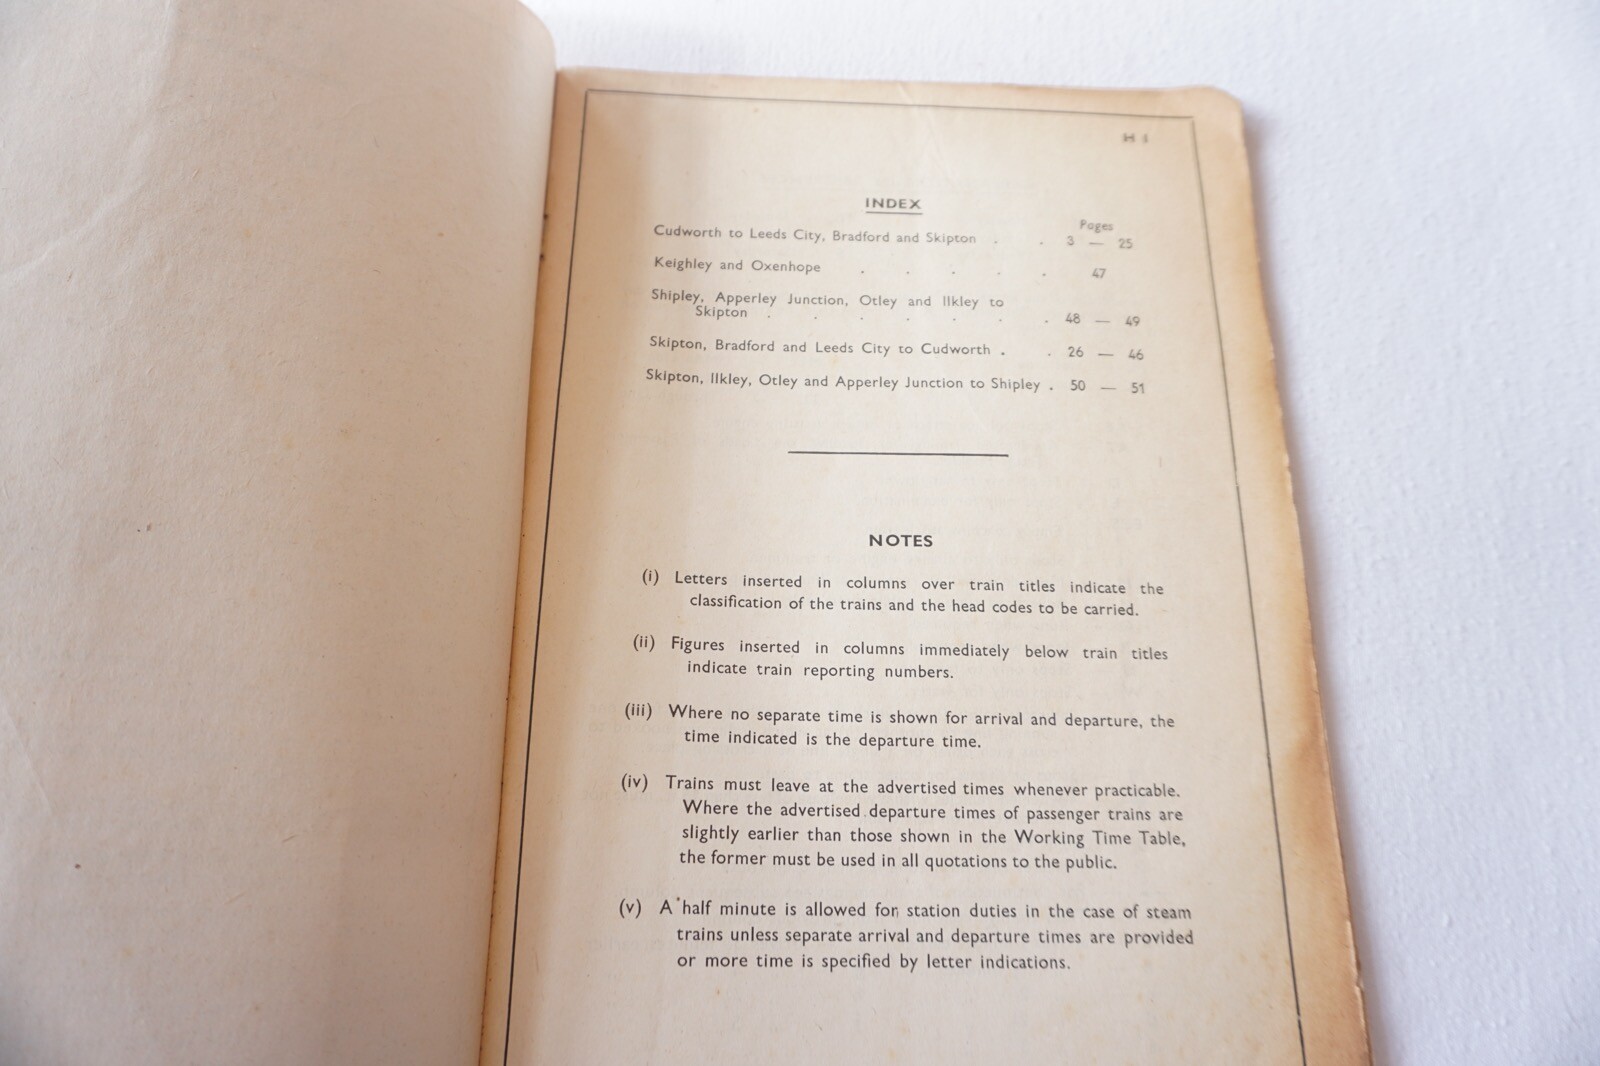 INDEX
Pages
Cudworth to Leeds City, Bradford and Skipton . . 3 — 25
Keighley and Oxenhope . . . . . 47
Shipley, Apperley Junction, Otley and Ilkley to
Skipton . . . . . . . 48 — 49
Skipton, Bradford and Leeds City to Cudworth . . 26 — 46
Skipton, Ilkley, Otley and Apperley Junction to Shipley . 50 — 51
NOTES
(i) Letters inserted in columns over train titles indicate the
classification of the trains and the head codes to be carried.
(ii) Figures inserted in columns immediately below train titles
indicate train reporting numbers.
(iii) Where no separate time is shown for arrival and departure, the
time indicated is the departure time.
(iv) Trains must leave at the advertised times whenever practicable.
Where the advertised departure times of passenger trains are
slightly earlier than those shown in the Working Time Table,
the former must be used in all quotations to the public.
(v) A half minute is allowed for station duties in the case of steam
trains unless separate arrival and departure times are provided
or more time is specified by letter indications.